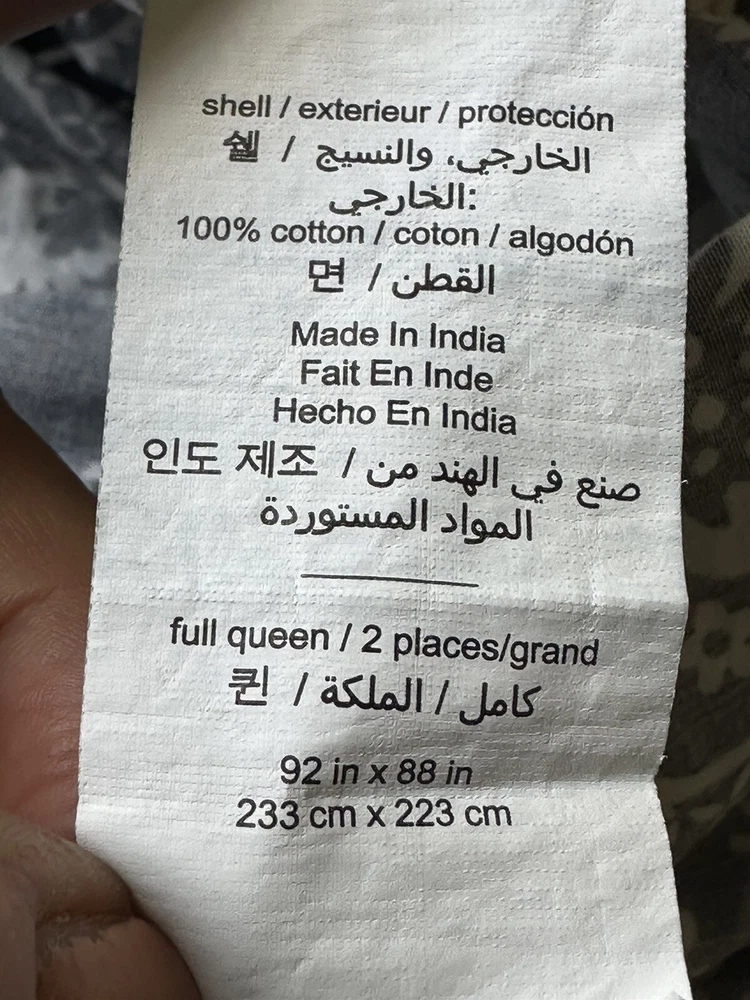 shell / exterieur / protección
쉘 / الخارجي، والنسيج
الخارجي:
100% cotton / coton / algodón
면 / القطن
Made In India
Fait En Inde
Hecho En India
인도 제조 / صنع في الهند من
المواد المستوردة
full queen / 2 places/grand
퀸 / كامل / الملكة
92 in x 88 in
233 cm x 223 cm